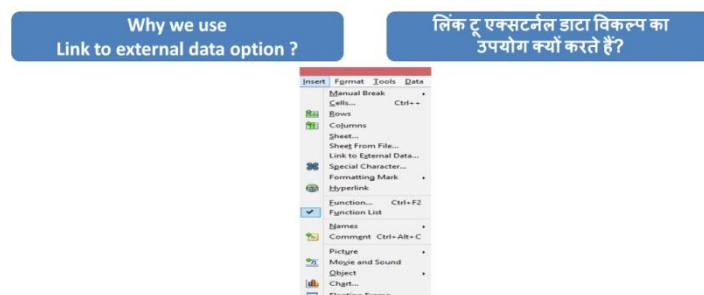 Why we use
Link to external data option ?
लिंक टू एक्सटर्नल डाटा विकल्प का
उपयोग क्यों करते हैं?
Insert Format Tools Data
Manual Break
Cells... Ctrl++
Rows
Columns
Sheet...
Sheet From File...
Link to External Data...
Special Character...
Formatting Mark
Hyperlink
Function... Ctrl+F2
Function List
Names
Comment Ctrl+Alt+C
Picture
Movie and Sound
Object
Chart...
Floating Frame